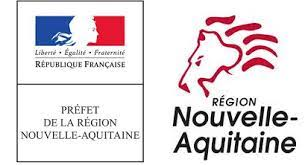 Liberté • Égalité • Fraternité
RÉPUBLIQUE FRANÇAISE
PRÉFET
DE LA RÉGION
NOUVELLE-AQUITAINE
RÉGION
Nouvelle-
Aquitaine